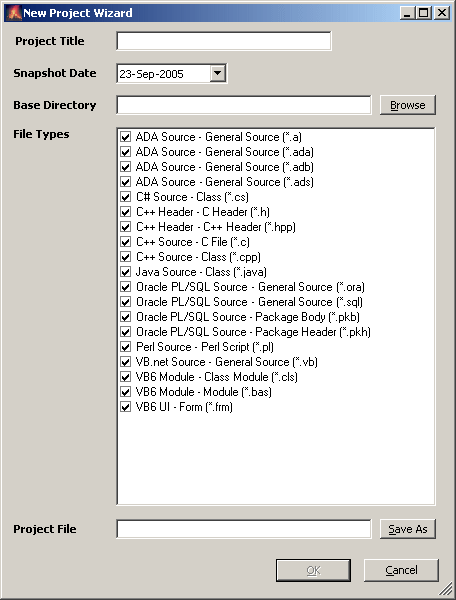 New Project Wizard
Project Title
Snapshot Date 23-Sep-2005
Base Directory Browse
File Types
ADA Source - General Source (*.a)
ADA Source - General Source (*.ada)
ADA Source - General Source (*.adb)
ADA Source - General Source (*.ads)
C# Source - Class (*.cs)
C++ Header - C Header (*.h)
C++ Header - C++ Header (*.hpp)
C++ Source - C File (*.c)
C++ Source - Class (*.cpp)
Java Source - Class (*.java)
Oracle PL/SQL Source - General Source (*.ora)
Oracle PL/SQL Source - General Source (*.sql)
Oracle PL/SQL Source - Package Body (*.pkb)
Oracle PL/SQL Source - Package Header (*.pkh)
Perl Source - Perl Script (*.pl)
VB.net Source - General Source (*.vb)
VB6 Module - Class Module (*.cls)
VB6 Module - Module (*.bas)
VB6 UI - Form (*.frm)
Project File Save As
OK Cancel